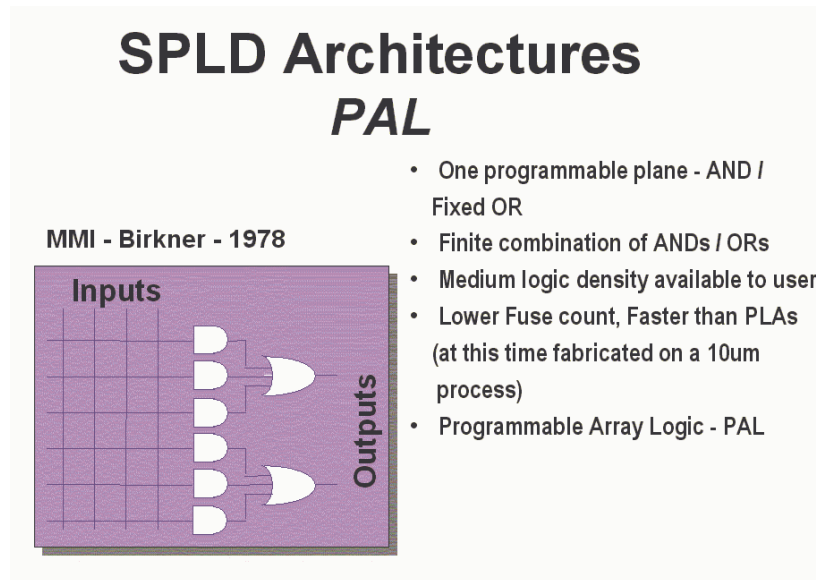 SPLD Architectures
PAL
MMI - Birkner - 1978
Inputs
Outputs
• One programmable plane - AND /
Fixed OR
• Finite combination of ANDs / ORs
• Medium logic density available to user
• Lower Fuse count, Faster than PLAs
(at this time fabricated on a 10um
process)
• Programmable Array Logic - PAL